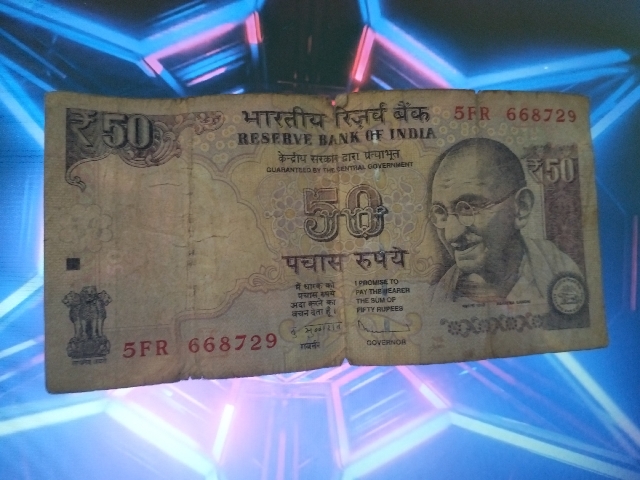 ₹50
भारतीय रिज़र्व बैंक
5FR 668729
RESERVE BANK OF INDIA
केन्द्रीय सरकार द्वारा प्रत्याभूत
GUARANTEED BY THE CENTRAL GOVERNMENT
₹50
50
पचास रुपये
मैं धारक को
पचास रुपये
अदा करने का
वचन देता हूँ।
I PROMISE TO
PAY THE BEARER
THE SUM OF
FIFTY RUPEES
गवर्नर
GOVERNOR
5FR 668729